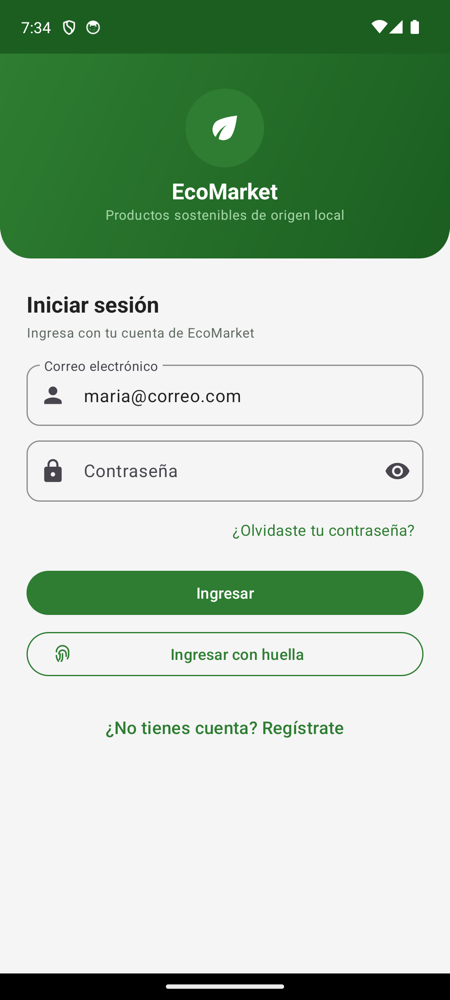 7:34
EcoMarket
Productos sostenibles de origen local
Iniciar sesión
Ingresa con tu cuenta de EcoMarket
Correo electrónico
maria@correo.com
Contraseña
¿Olvidaste tu contraseña?
Ingresar
Ingresar con huella
¿No tienes cuenta? Regístrate